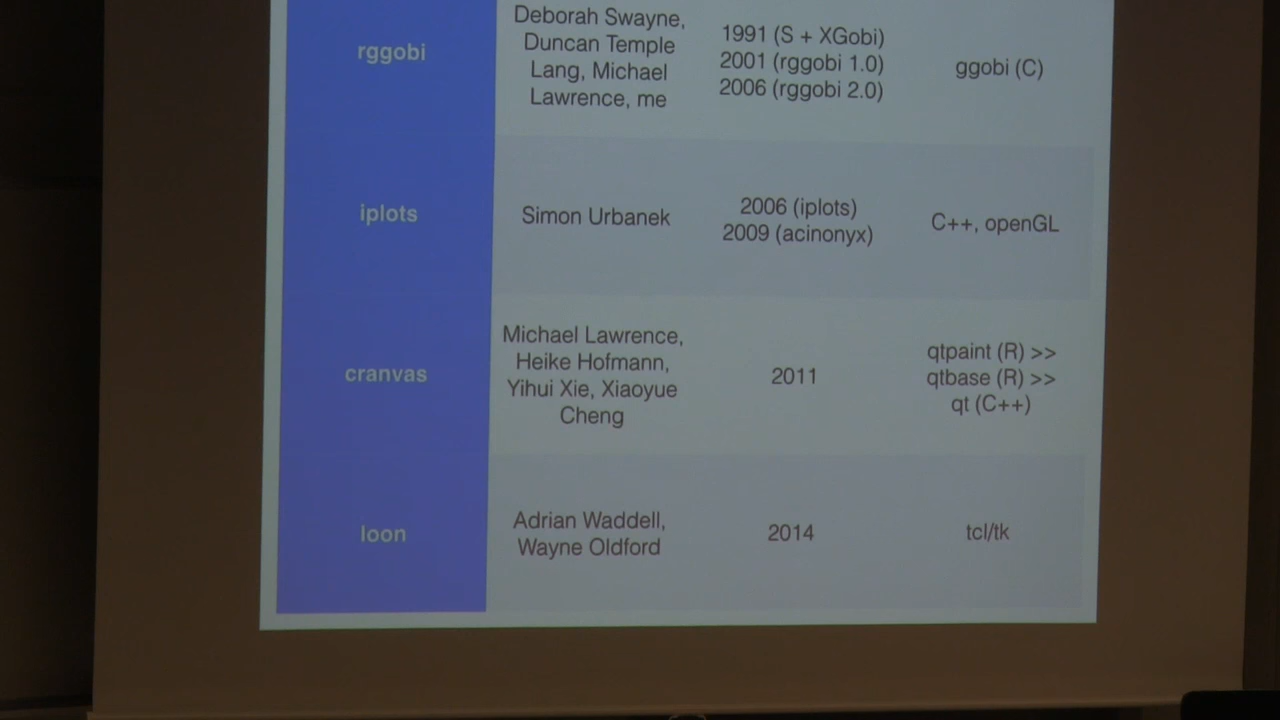 rggobi
Deborah Swayne,
Duncan Temple
Lang, Michael
Lawrence, me
1991 (S + XGobi)
2001 (rggobi 1.0)
2006 (rggobi 2.0)
ggobi (C)
iplots
Simon Urbanek
2006 (iplots)
2009 (acinonyx)
C++, openGL
cranvas
Michael Lawrence,
Heike Hofmann,
Yihui Xie, Xiaoyue
Cheng
2011
qtpaint (R) >>
qtbase (R) >>
qt (C++)
loon
Adrian Waddell,
Wayne Oldford
2014
tcl/tk